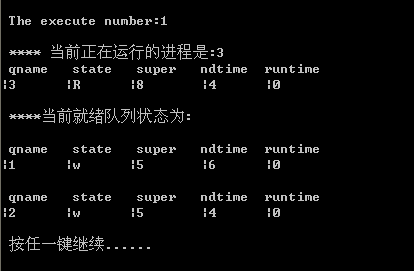 The execute number:1
**** 当前正在运行的进程是:3
qname state super ndtime runtime
|3 |R |8 |4 |0
****当前就绪队列状态为:
qname state super ndtime runtime
|1 |w |5 |6 |0
qname state super ndtime runtime
|2 |w |5 |4 |0
按任一键继续......